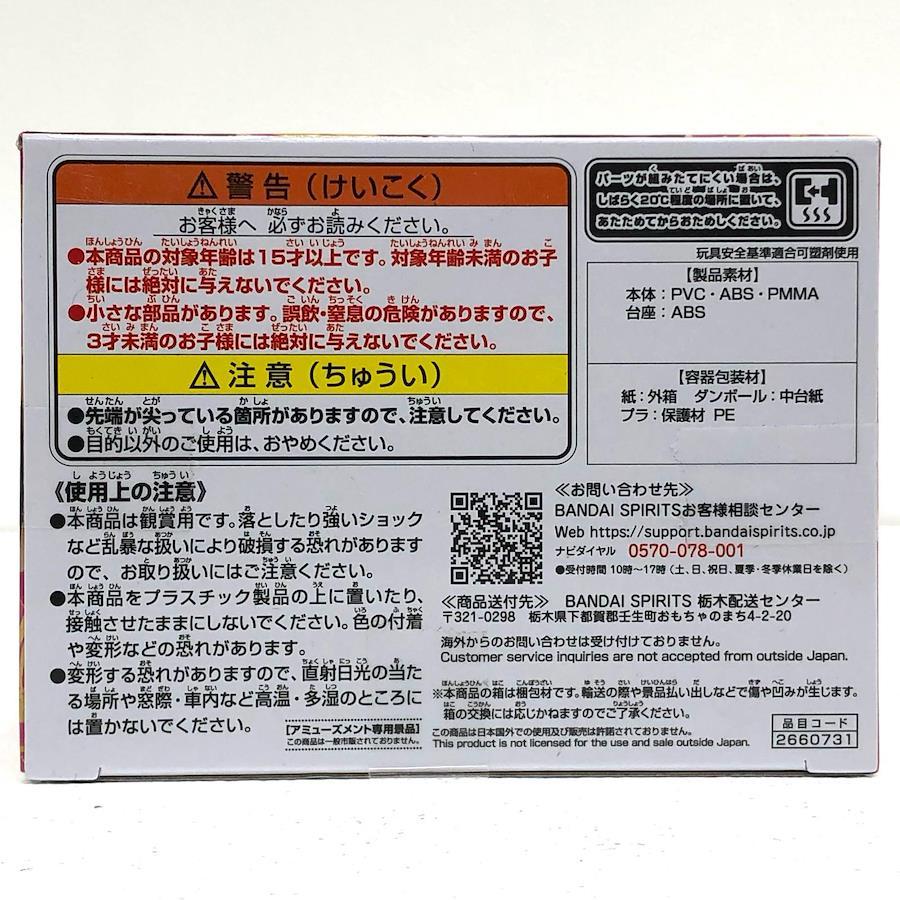 ⚠警告（けいこく）
お客様へ 必ずお読みください。
●本商品の対象年齢は15才以上です。対象年齢未満のお子
様には絶対に与えないでください。
●小さな部品があります。誤飲・窒息の危険がありますので、
3才未満のお子様には絶対に与えないでください。
⚠注意（ちゅうい）
●先端が尖っている箇所がありますので、注意してください。
●目的以外のご使用は、おやめください。
《使用上の注意》
●本商品は観賞用です。落としたり強いショック
など乱暴な扱いにより破損する恐れがあります
ので、お取り扱いにはご注意ください。
●本商品をプラスチック製品の上に置いたり、
接触させたままにしないでください。色の付着
や変形などの恐れがあります。
●変形する恐れがありますので、直射日光の当た
る場所や窓際・車内など高温・多湿のところに
は置かないでください。
【アミューズメント専用景品】
この商品は一般市販されておりません。
パーツが組みたてにくい場合は、
しばらく20℃程度の場所に置いて、
あたためてからおためしください。
玩具安全基準適合可塑剤使用
【製品素材】
本体：PVC・ABS・PMMA
台座：ABS
【容器包装材】
紙：外箱 ダンボール：中台紙
プラ：保護材 PE
≪お問い合わせ先≫
BANDAI SPIRITSお客様相談センター
Web https://support.bandaispirits.co.jp
ナビダイヤル 0570-078-001
●受付時間 10時〜17時（土、日、祝日、夏季・冬季休業日を除く）
≪商品送付先≫ BANDAI SPIRITS 栃木配送センター
〒321-0298 栃木県下都賀郡壬生町おもちゃのまち4-2-20
海外からのお問い合わせは受け付けておりません。
Customer service inquiries are not accepted from outside Japan.
※本商品の箱は梱包材です。輸送の際や景品払い出しなどで傷や凹みが生じます。
箱の交換には応じかねますのでご了承ください。
この商品は日本国外での使用及び販売は許諾されておりません。
This product is not licensed for the use and sale outside Japan.
品目コード
2660731